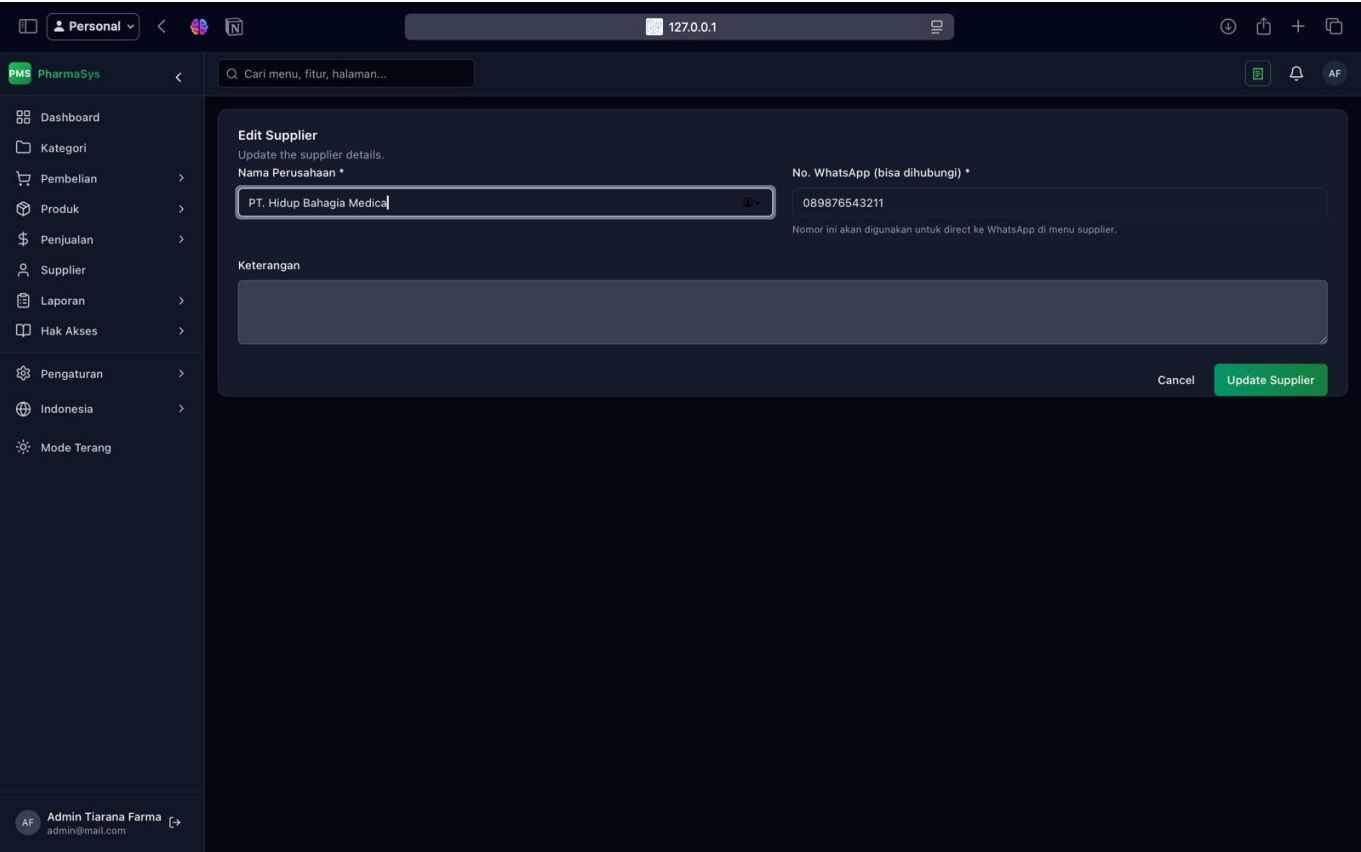 Personal
127.0.0.1
PMS PharmaSys
Cari menu, fitur, halaman...
AF
Dashboard
Kategori
Pembelian
Produk
Penjualan
Supplier
Laporan
Hak Akses
Pengaturan
Indonesia
Mode Terang
Edit Supplier
Update the supplier details.
Nama Perusahaan *
PT. Hidup Bahagia Medica
No. WhatsApp (bisa dihubungi) *
089876543211
Nomor ini akan digunakan untuk direct ke WhatsApp di menu supplier.
Keterangan
Cancel
Update Supplier
AF
Admin Tiarana Farma
admin@mail.com